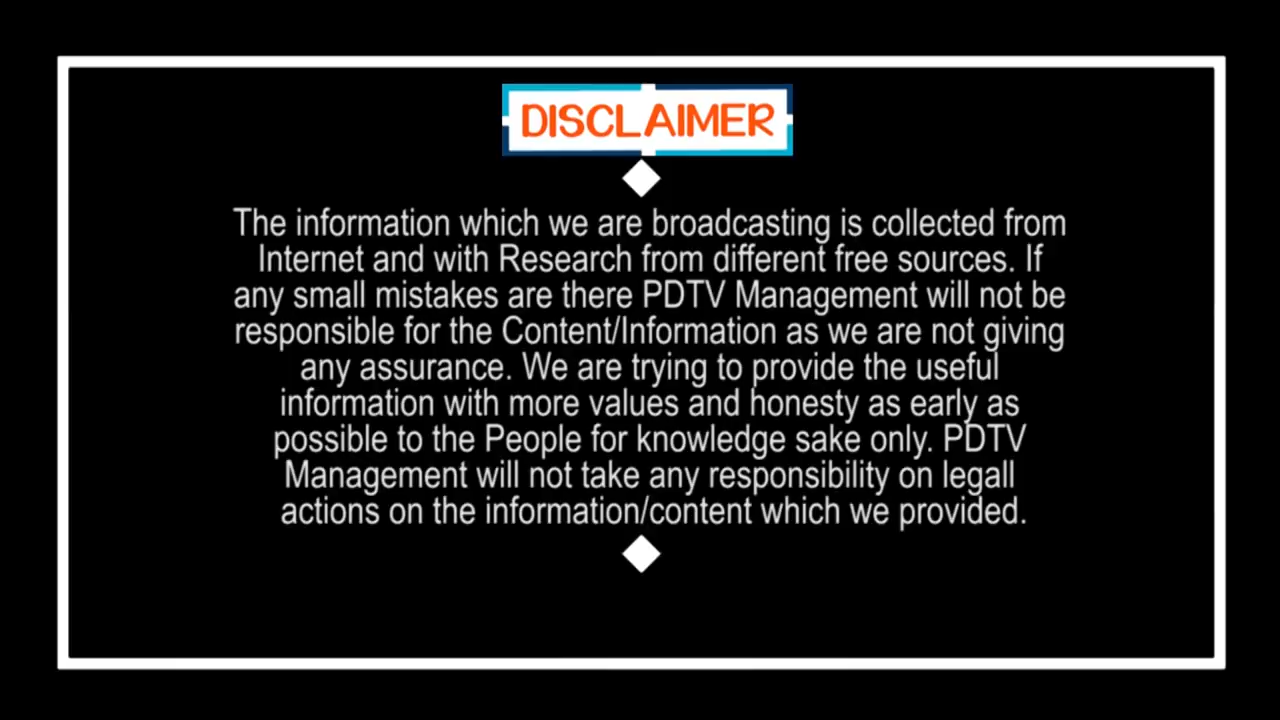 DISCLAIMER
The information which we are broadcasting is collected from
Internet and with Research from different free sources. If
any small mistakes are there PDTV Management will not be
responsible for the Content/Information as we are not giving
any assurance. We are trying to provide the useful
information with more values and honesty as early as
possible to the People for knowledge sake only. PDTV
Management will not take any responsibility on legall
actions on the information/content which we provided.